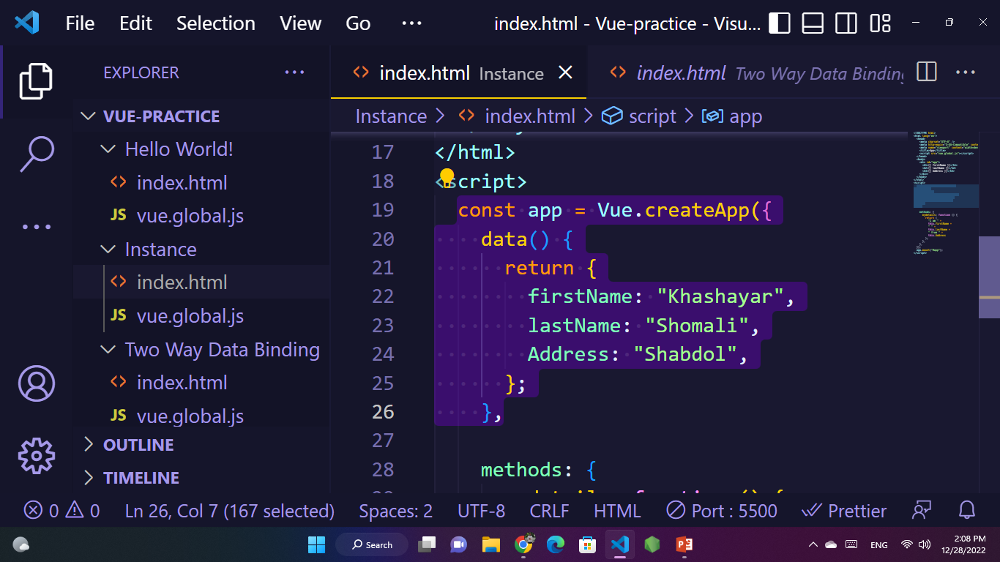 File Edit Selection View Go ···
index.html - Vue-practice - Visu...
EXPLORER ···
VUE-PRACTICE
Hello World!
index.html
JS vue.global.js
Instance
index.html
JS vue.global.js
Two Way Data Binding
index.html
JS vue.global.js
OUTLINE
TIMELINE
index.html Instance
index.html Two Way Data Binding
Instance > index.html > script > app
17 </html>
18 <script>
19 const app = Vue.createApp({
20 data() {
21 return {
22 firstName: "Khashayar",
23 lastName: "Shomali",
24 Address: "Shabdol",
25 };
26 },
27
28 methods: {
0 0 Ln 26, Col 7 (167 selected) Spaces: 2 UTF-8 CRLF HTML Port : 5500 Prettier
Search
ENG
2:08 PM
12/28/2022